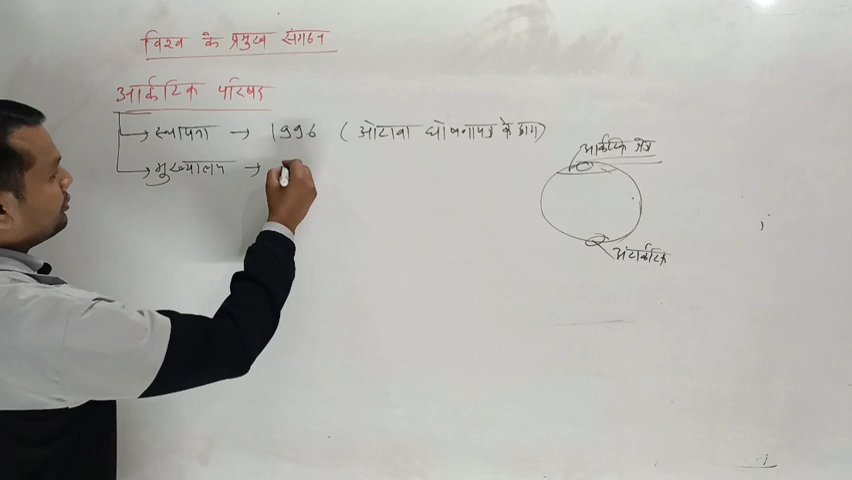 विश्व के प्रमुख संगठन
आर्कटिक परिषद
स्थापना → 1996 ( ओटावा घोषणापत्र के द्वारा)
मुख्यालय →
आर्कटिक क्षेत्र
अंटार्कटिक